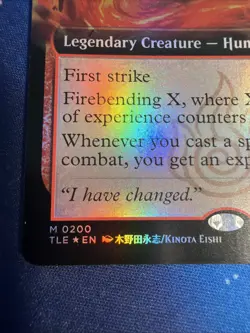 Legendary Creature — Hum
First strike
Firebending X, where X
of experience counters
Whenever you cast a sp
combat, you get an exp
“I have changed.”
M 0200
TLE ★ EN 木野田永志/KINOTA EISHI